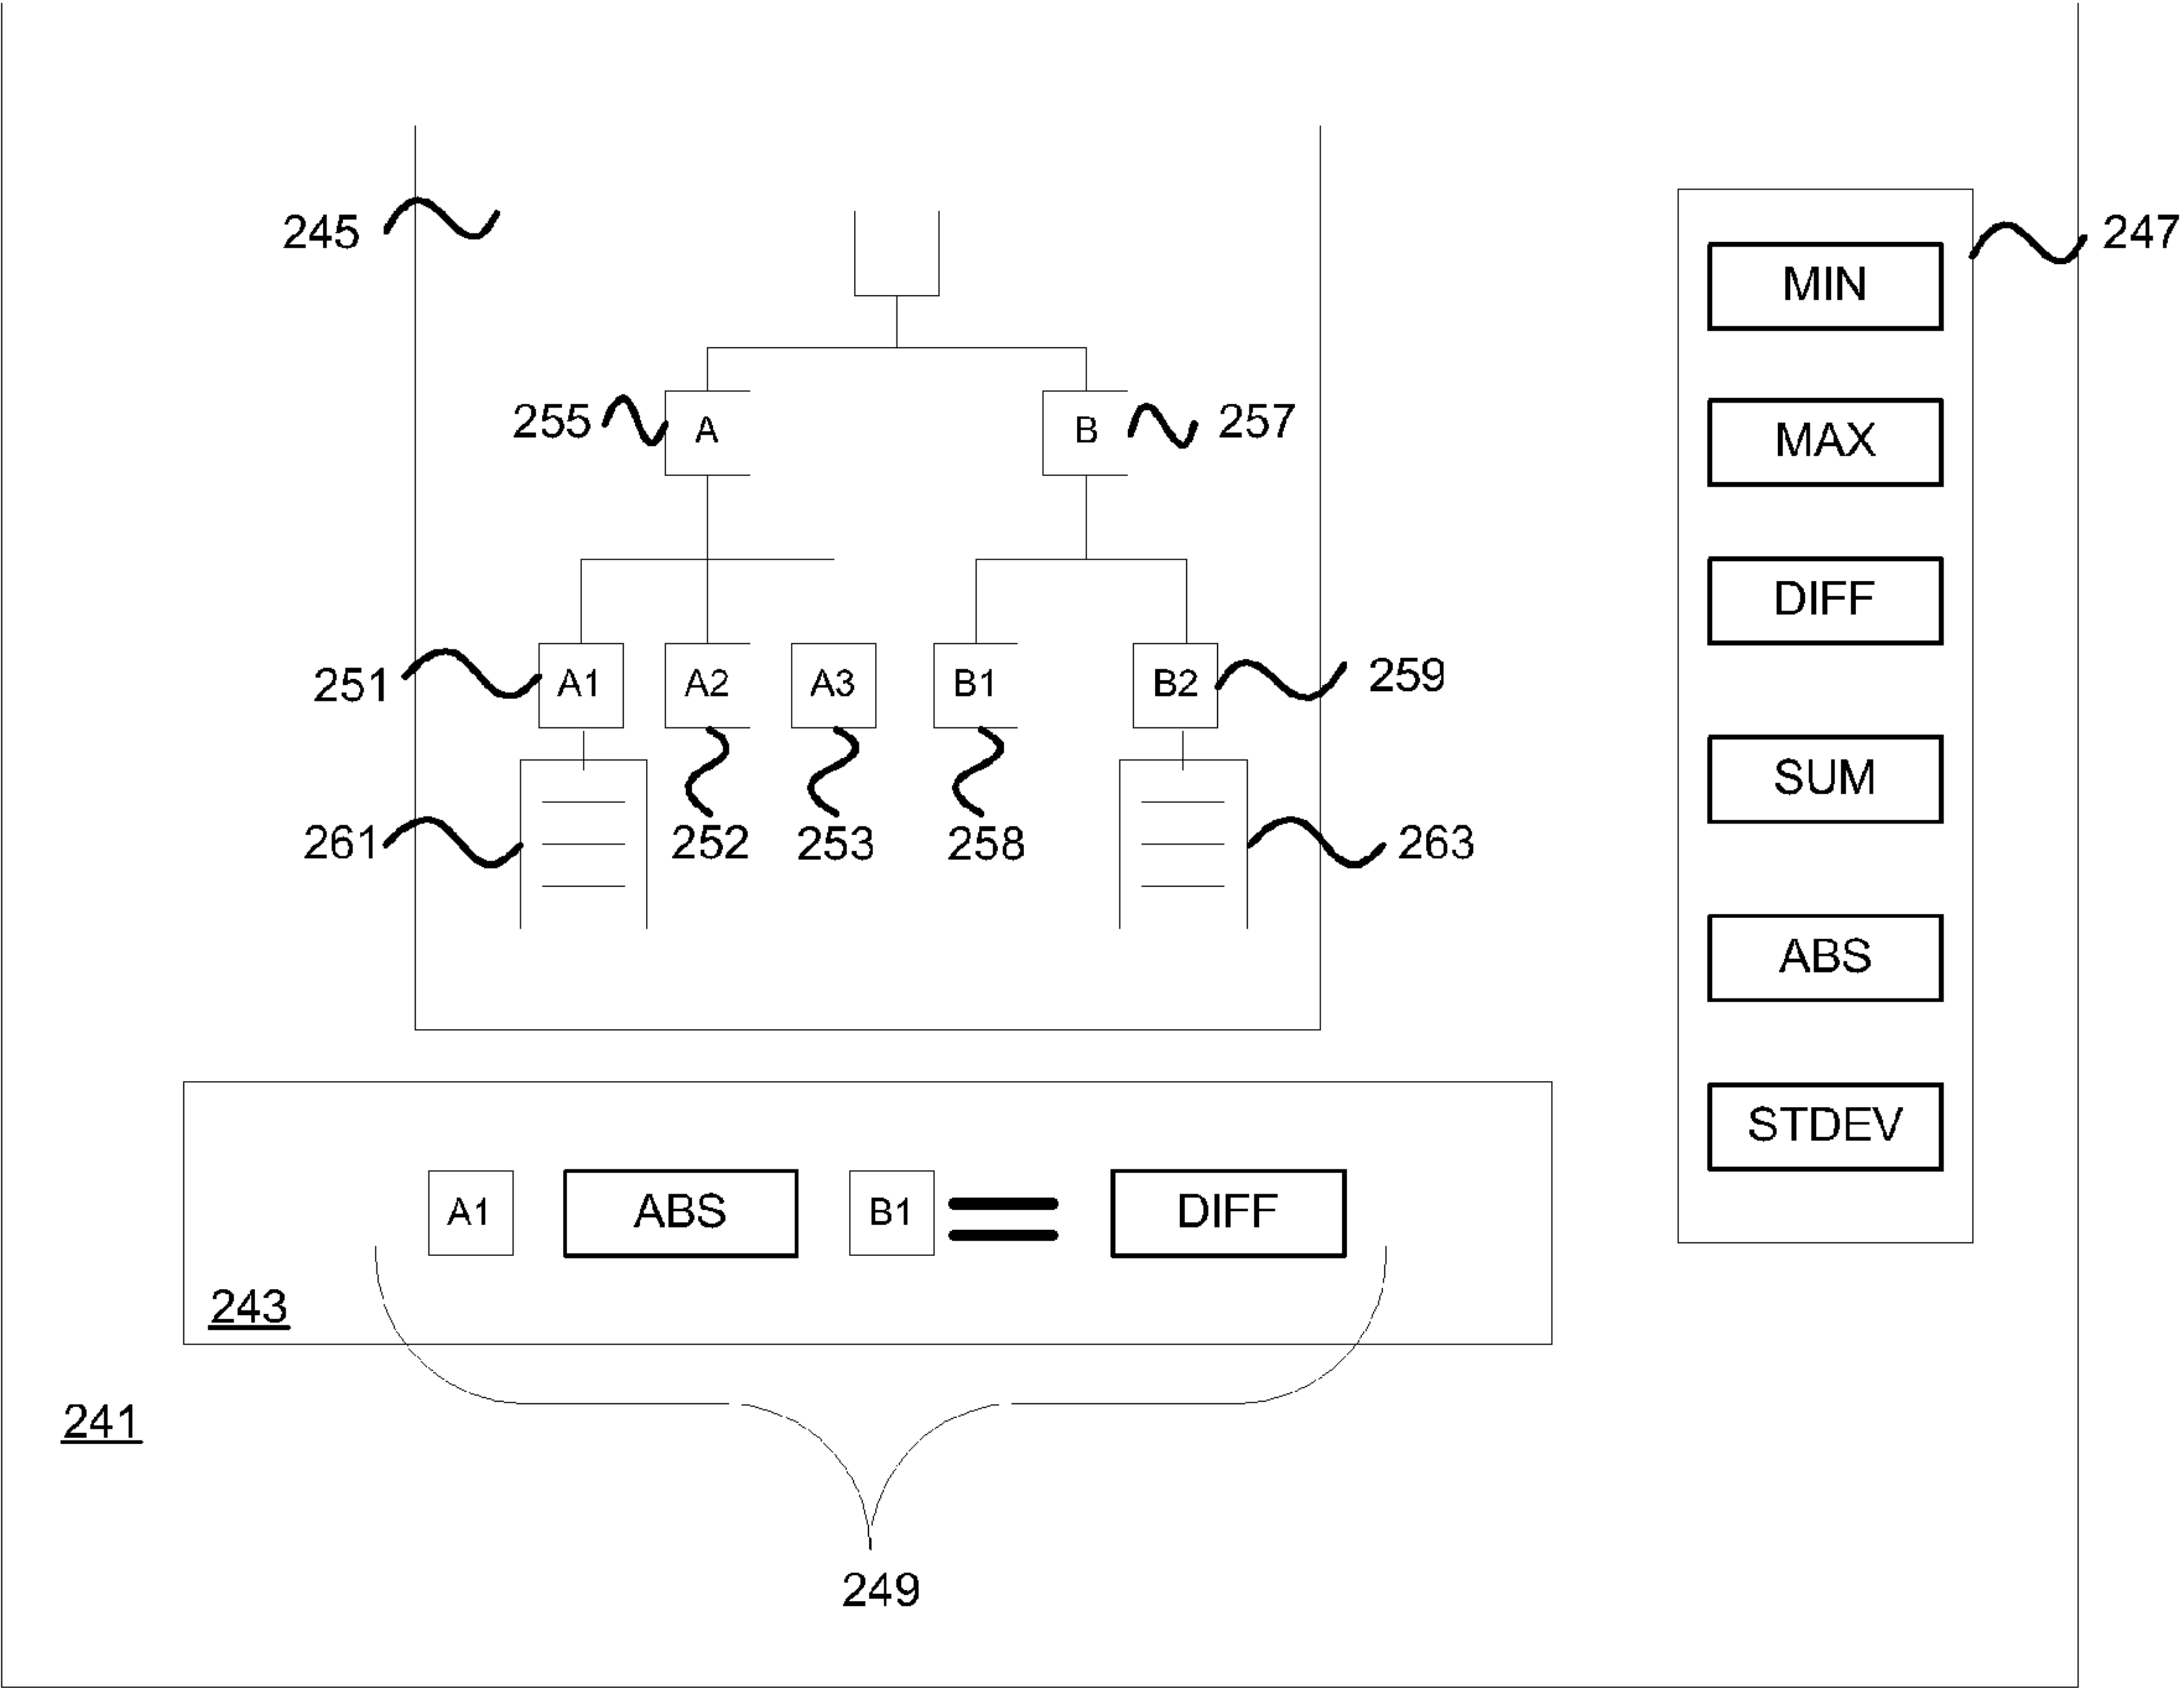 245
247
MIN
255
A
B
257
MAX
DIFF
251
A1
A2
A3
B1
B2
259
SUM
261
252
253
258
263
ABS
STDEV
A1
ABS
B1
=
DIFF
243
241
249